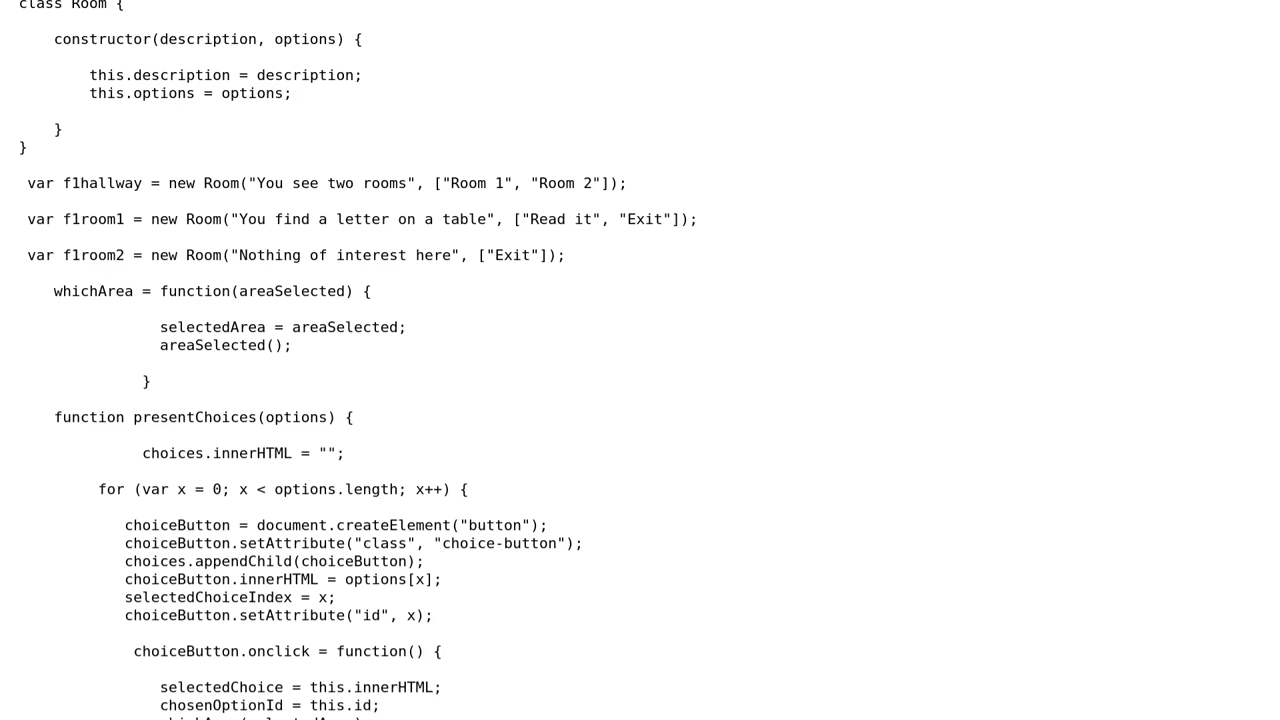 class Room {
constructor(description, options) {
this.description = description;
this.options = options;
}
}
var f1hallway = new Room("You see two rooms", ["Room 1", "Room 2"]);
var f1room1 = new Room("You find a letter on a table", ["Read it", "Exit"]);
var f1room2 = new Room("Nothing of interest here", ["Exit"]);
whichArea = function(areaSelected) {
selectedArea = areaSelected;
areaSelected();
}
function presentChoices(options) {
choices.innerHTML = "";
for (var x = 0; x < options.length; x++) {
choiceButton = document.createElement("button");
choiceButton.setAttribute("class", "choice-button");
choices.appendChild(choiceButton);
choiceButton.innerHTML = options[x];
selectedChoiceIndex = x;
choiceButton.setAttribute("id", x);
choiceButton.onclick = function() {
selectedChoice = this.innerHTML;
chosenOptionId = this.id;